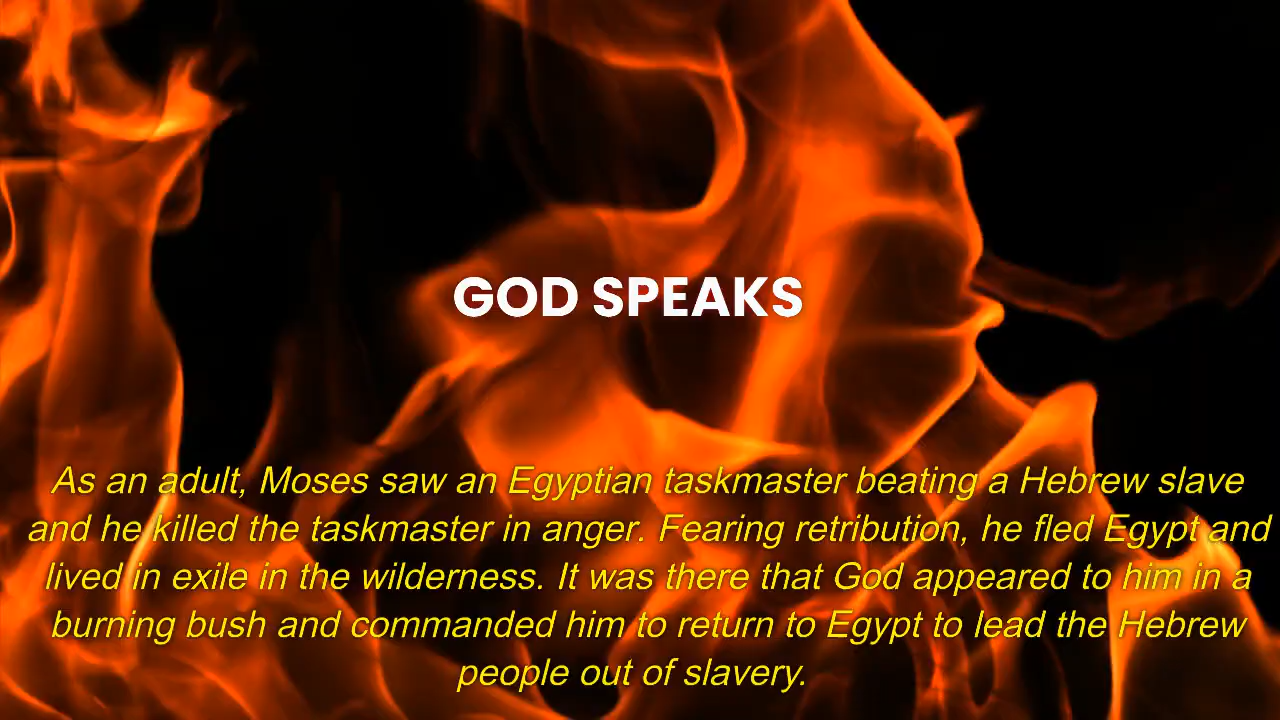 GOD SPEAKS
As an adult, Moses saw an Egyptian taskmaster beating a Hebrew slave
and he killed the taskmaster in anger. Fearing retribution, he fled Egypt and
lived in exile in the wilderness. It was there that God appeared to him in a
burning bush and commanded him to return to Egypt to lead the Hebrew
people out of slavery.